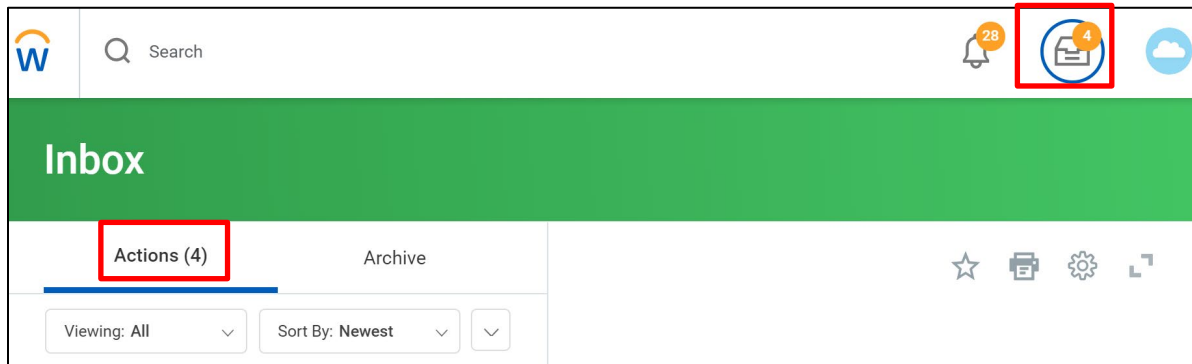 W Search 28 4
Inbox
Actions (4) Archive
Viewing: All Sort By: Newest